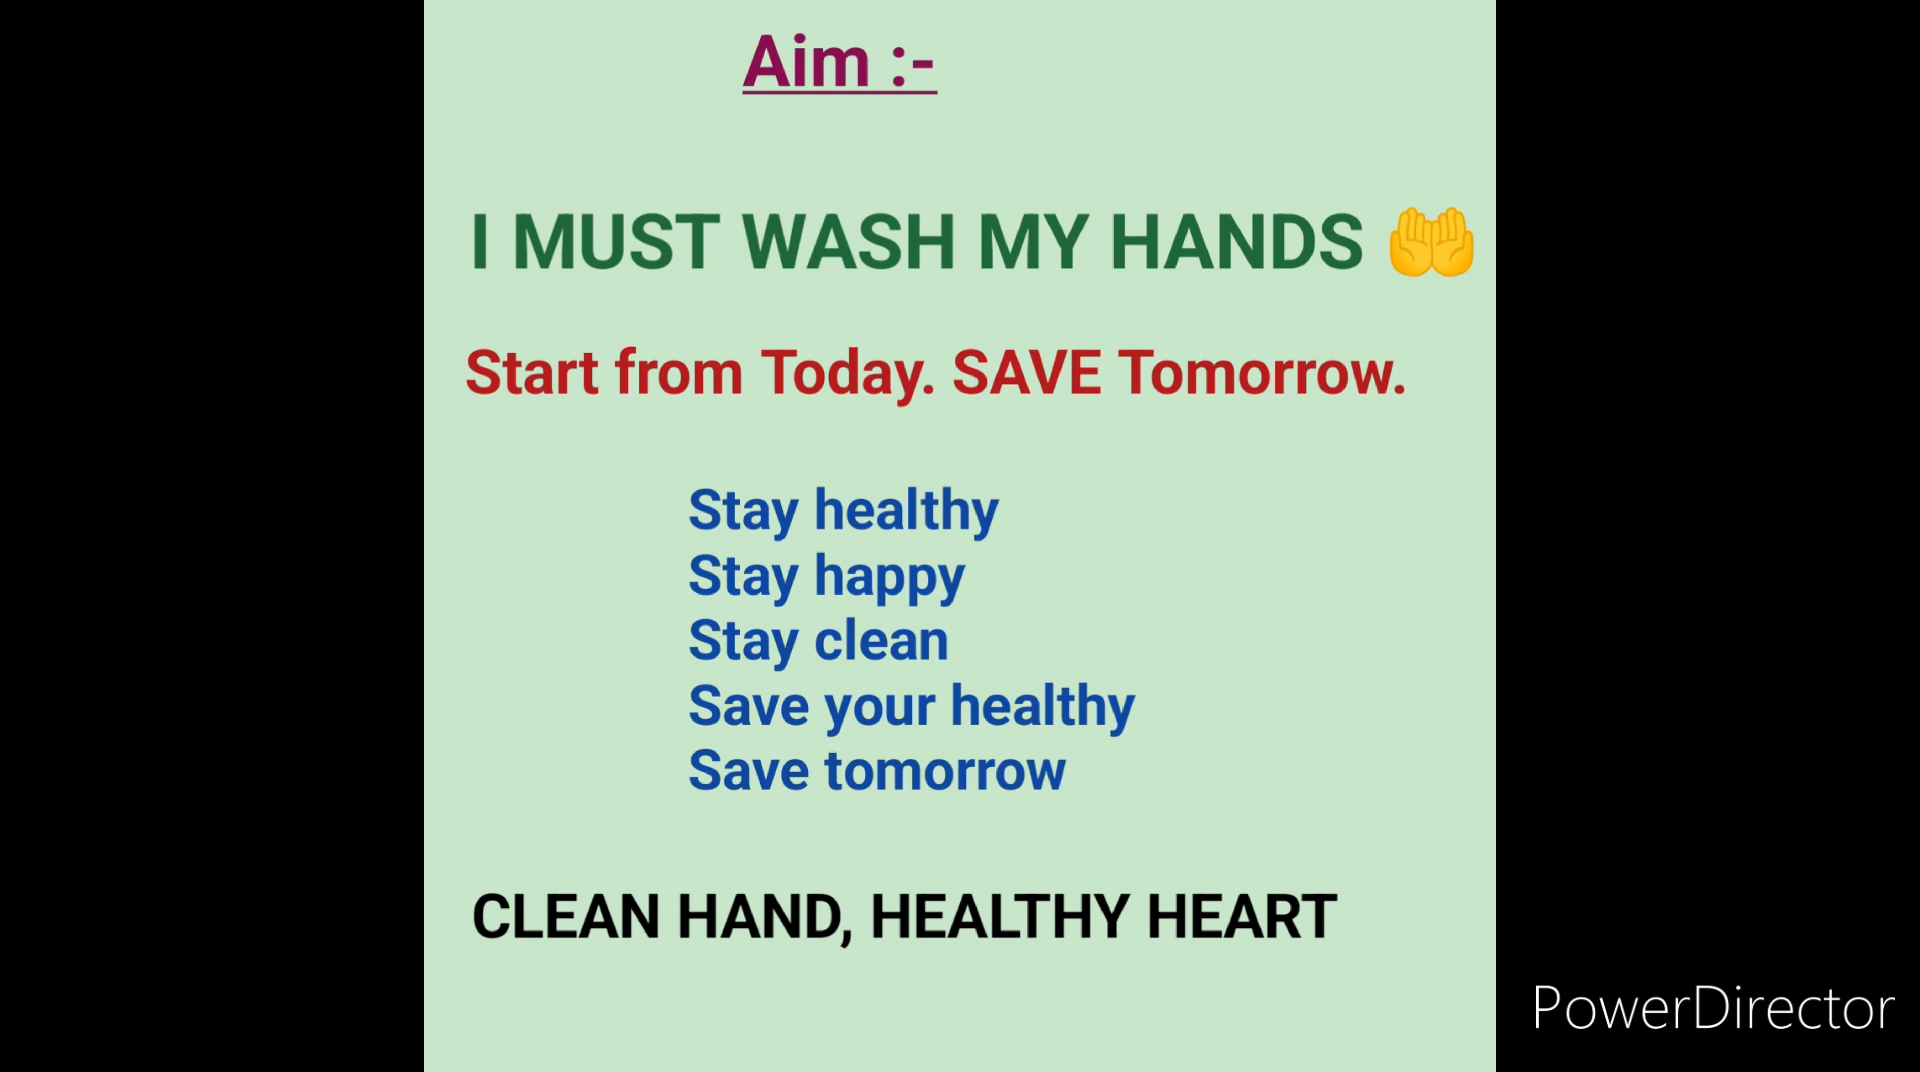 Aim :-
I MUST WASH MY HANDS 🤲
Start from Today. SAVE Tomorrow.
Stay healthy
Stay happy
Stay clean
Save your healthy
Save tomorrow
CLEAN HAND, HEALTHY HEART
PowerDirector